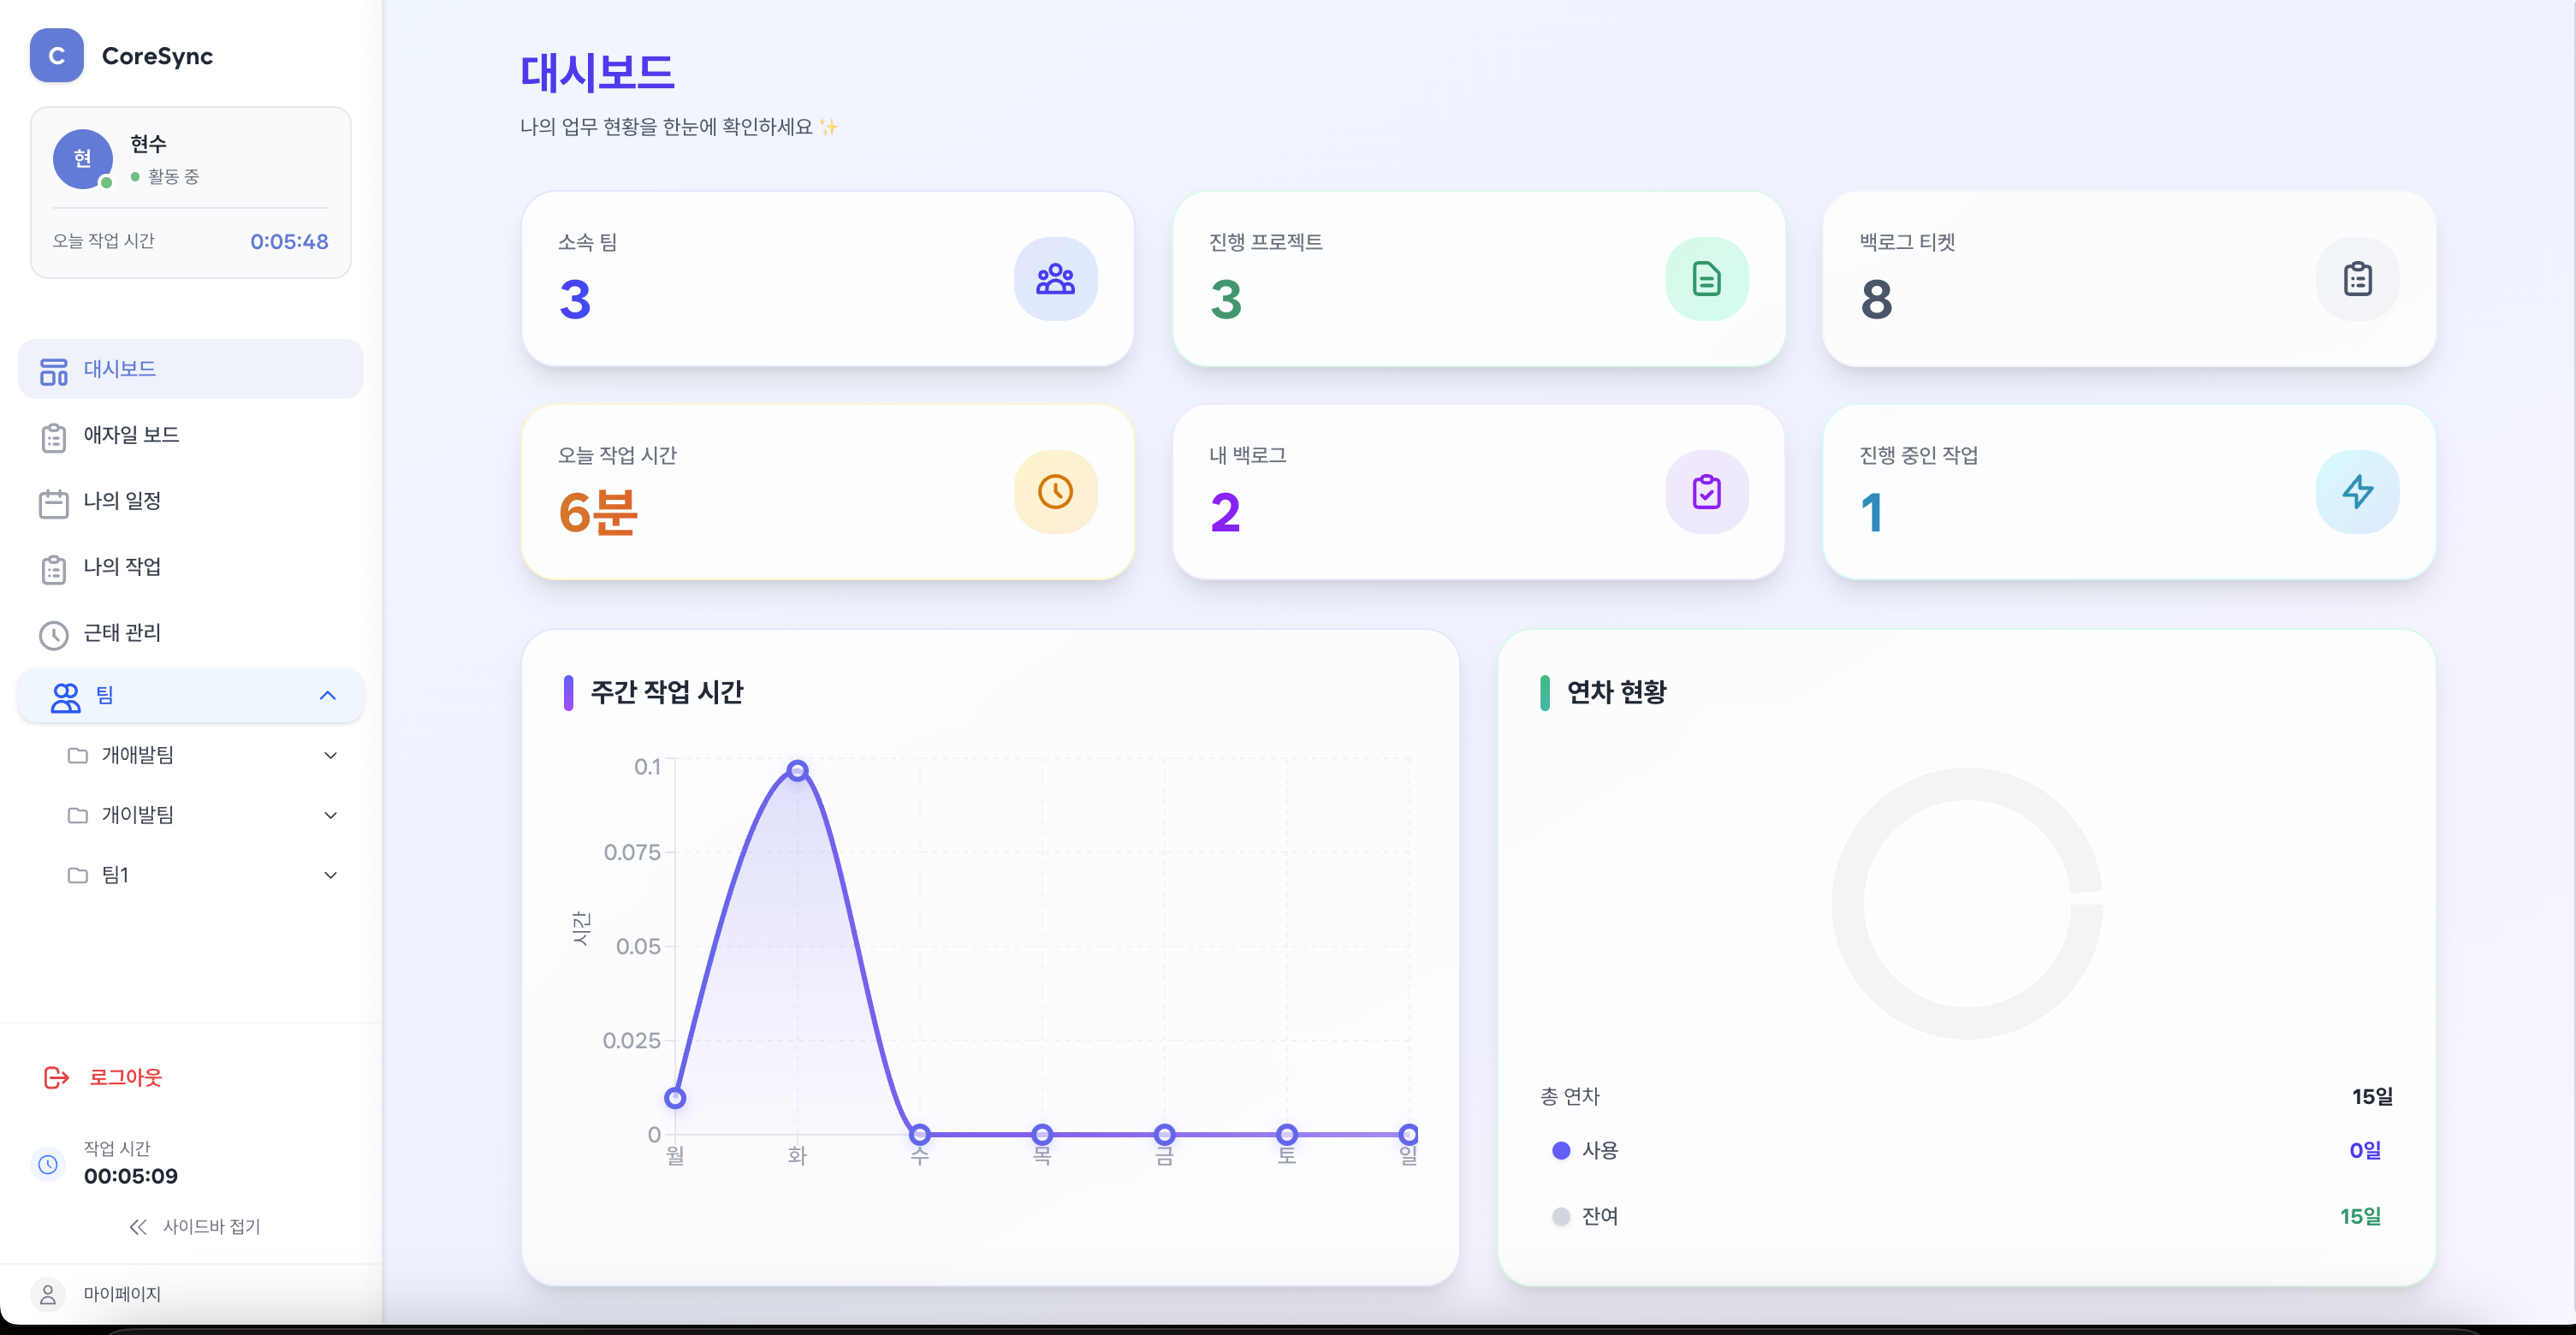 C CoreSync
현 현수
활동 중
오늘 작업 시간 0:05:48
대시보드
애자일 보드
나의 일정
나의 작업
근태 관리
팀
개애발팀
개이발팀
팀1
로그아웃
작업 시간
00:05:09
사이드바 접기
마이페이지
대시보드
나의 업무 현황을 한눈에 확인하세요 ✨
소속 팀
3
진행 프로젝트
3
백로그 티켓
8
오늘 작업 시간
6분
내 백로그
2
진행 중인 작업
1
주간 작업 시간
시간
0.1
0.075
0.05
0.025
0
월 화 수 목 금 토 일
연차 현황
총 연차 15일
사용 0일
잔여 15일